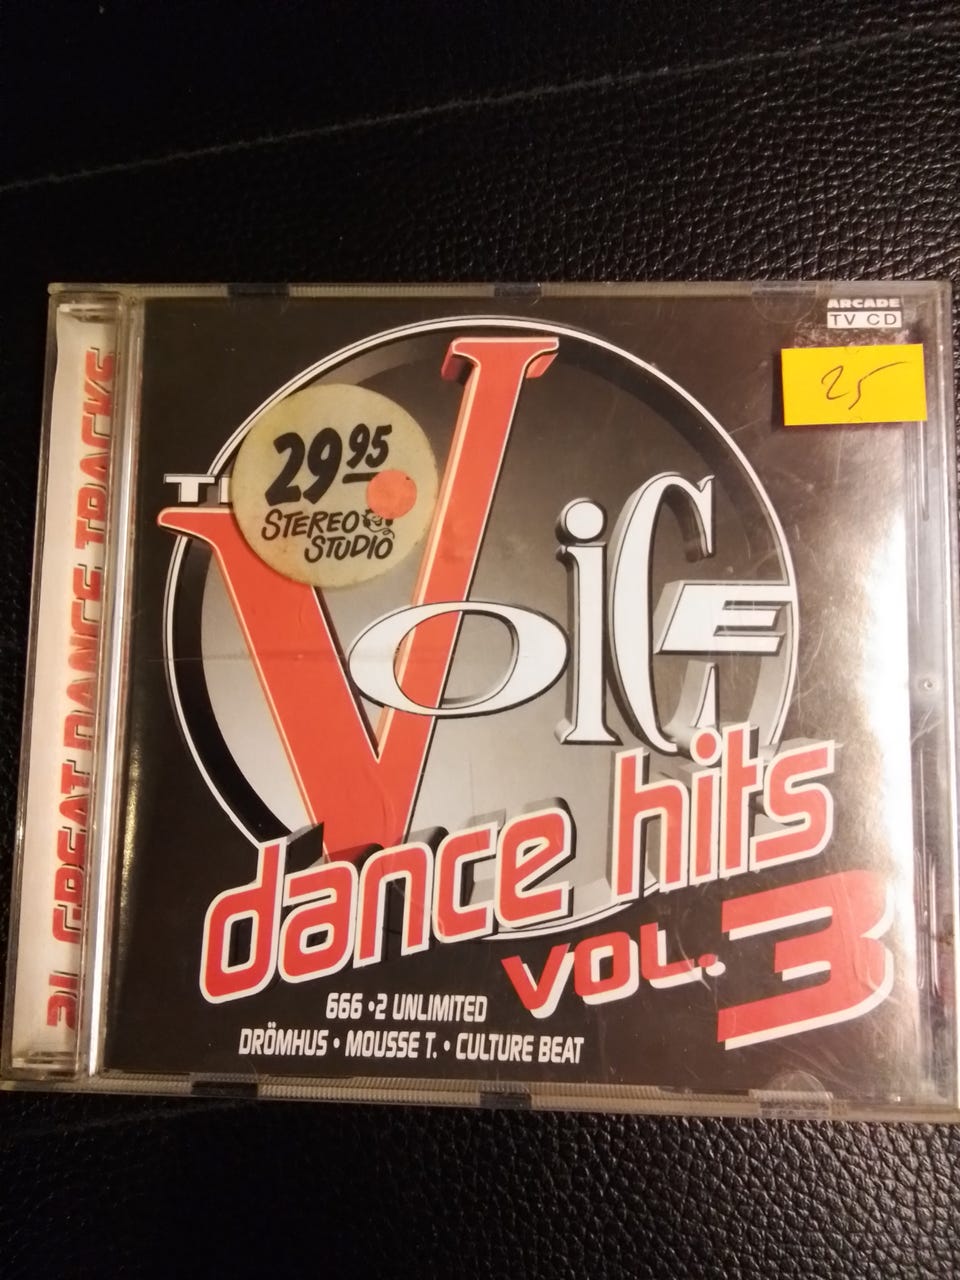 ARCADE
TV CD
25
29 95
STEREO
STUDIO
VOiCE
dance hits
VOL. 3
666 • 2 UNLIMITED
DRÖMHUS • MOUSSE T. • CULTURE BEAT
31 GREAT DANCE TRACKS